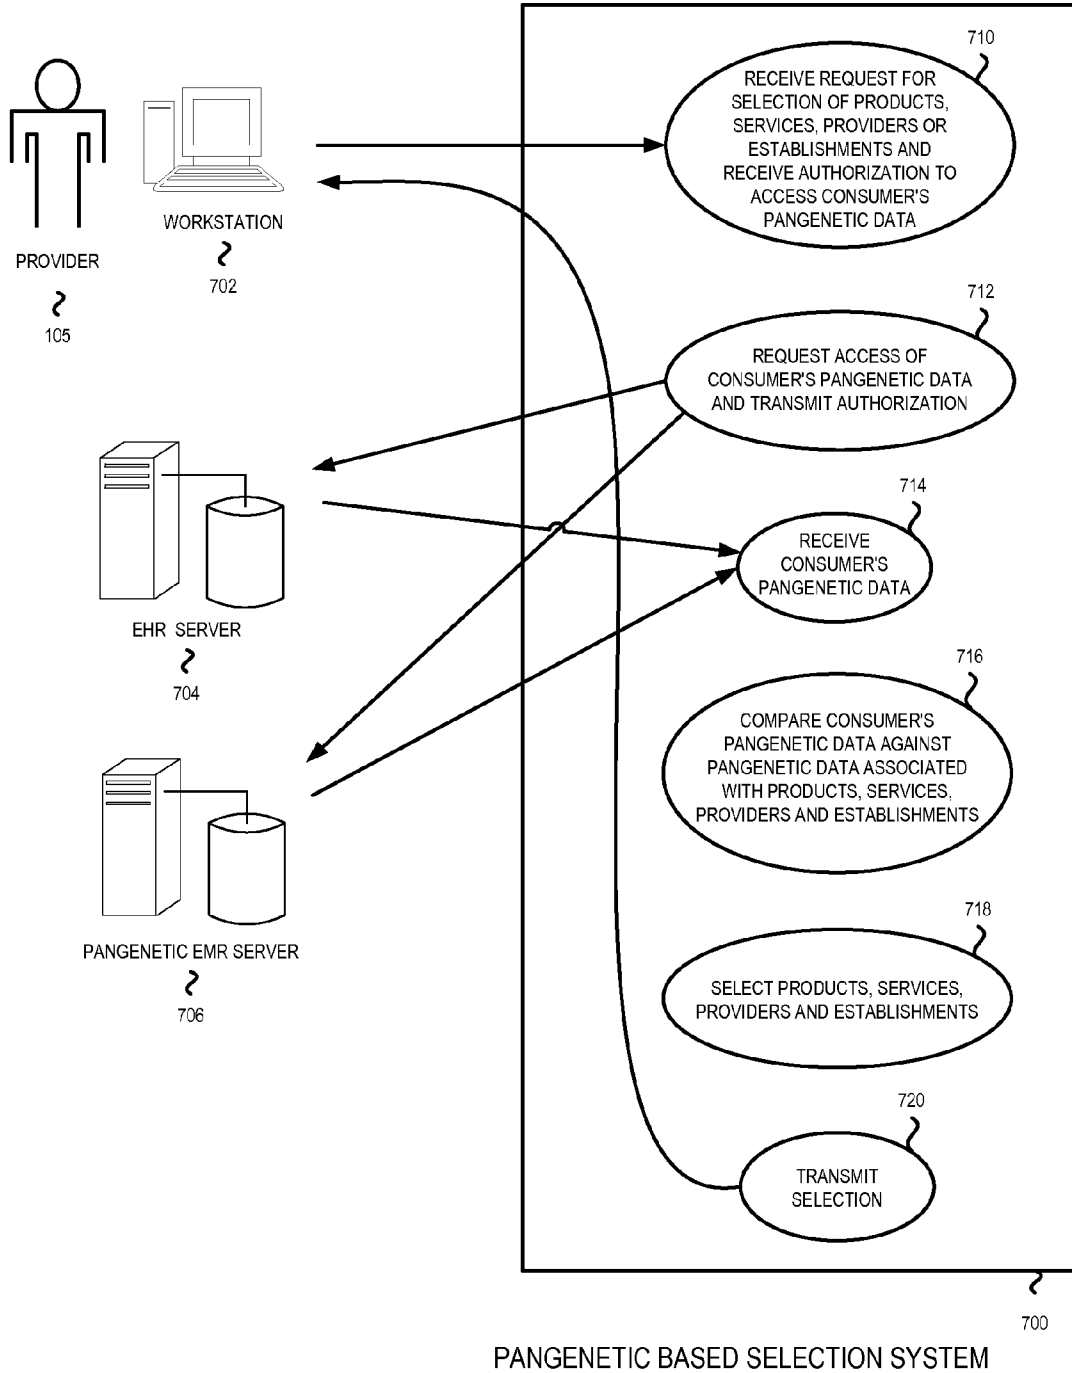 710
RECEIVE REQUEST FOR
SELECTION OF PRODUCTS,
SERVICES, PROVIDERS OR
ESTABLISHMENTS AND
RECEIVE AUTHORIZATION TO
ACCESS CONSUMER'S
PANGENETIC DATA
WORKSTATION
702
PROVIDER
105
712
REQUEST ACCESS OF
CONSUMER'S PANGENETIC DATA
AND TRANSMIT AUTHORIZATION
714
RECEIVE
CONSUMER'S
PANGENETIC DATA
EHR SERVER
704
716
COMPARE CONSUMER'S
PANGENETIC DATA AGAINST
PANGENETIC DATA ASSOCIATED
WITH PRODUCTS, SERVICES,
PROVIDERS AND ESTABLISHMENTS
PANGENETIC EMR SERVER
706
718
SELECT PRODUCTS, SERVICES,
PROVIDERS AND ESTABLISHMENTS
720
TRANSMIT
SELECTION
700
PANGENETIC BASED SELECTION SYSTEM